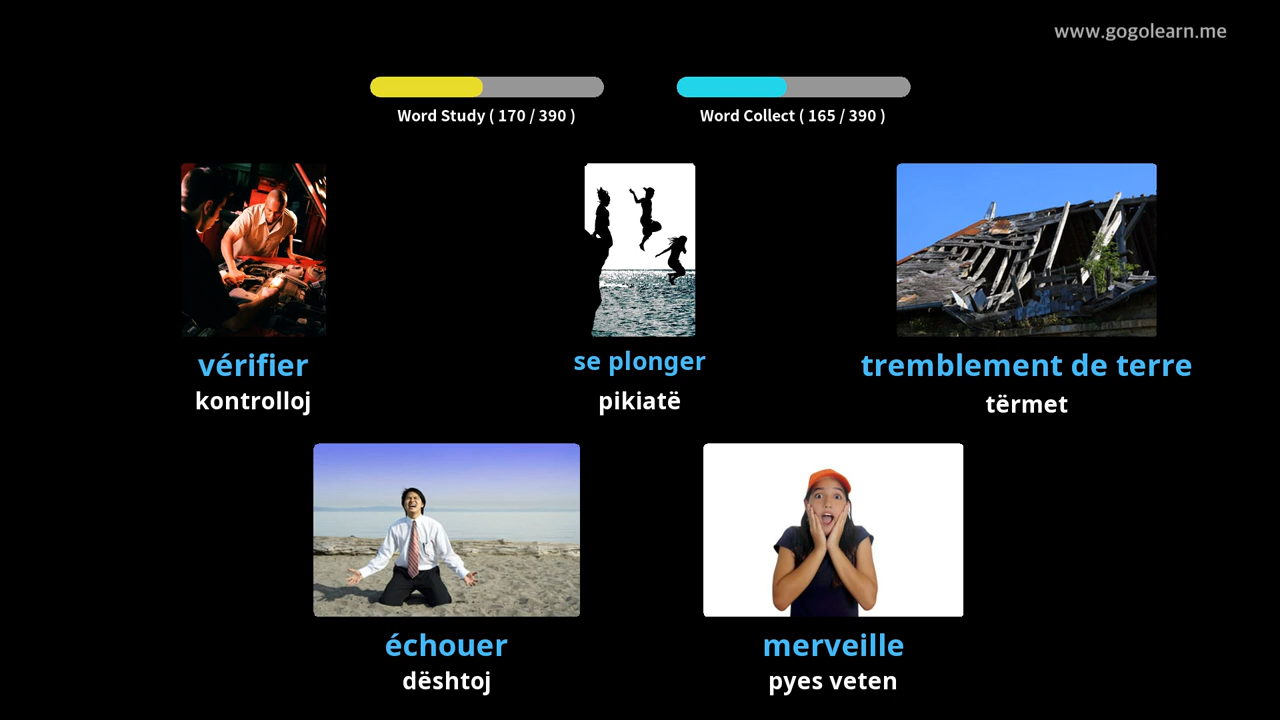 www.gogolearn.me
Word Study ( 170 / 390 )
Word Collect ( 165 / 390 )
vérifier
kontrolloj
se plonger
pikiatë
tremblement de terre
tërmet
échouer
dështoj
merveille
pyes veten